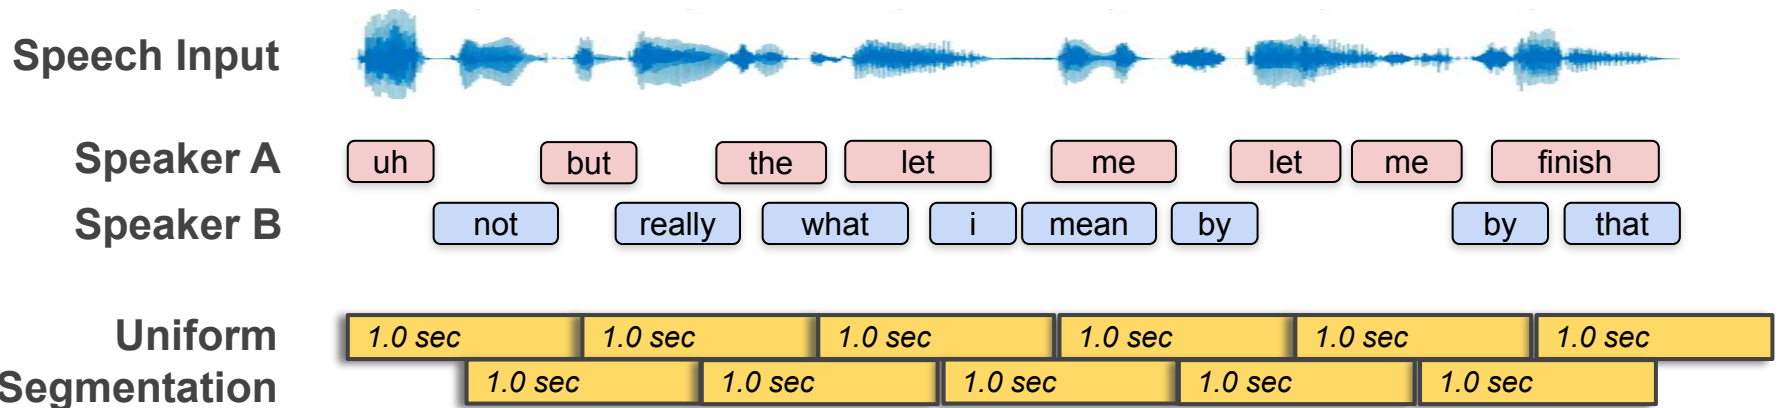 Speech Input
Speaker A uh but the let me let me finish
Speaker B not really what i mean by by that
Uniform 1.0 sec 1.0 sec 1.0 sec 1.0 sec 1.0 sec 1.0 sec
Segmentation 1.0 sec 1.0 sec 1.0 sec 1.0 sec 1.0 sec